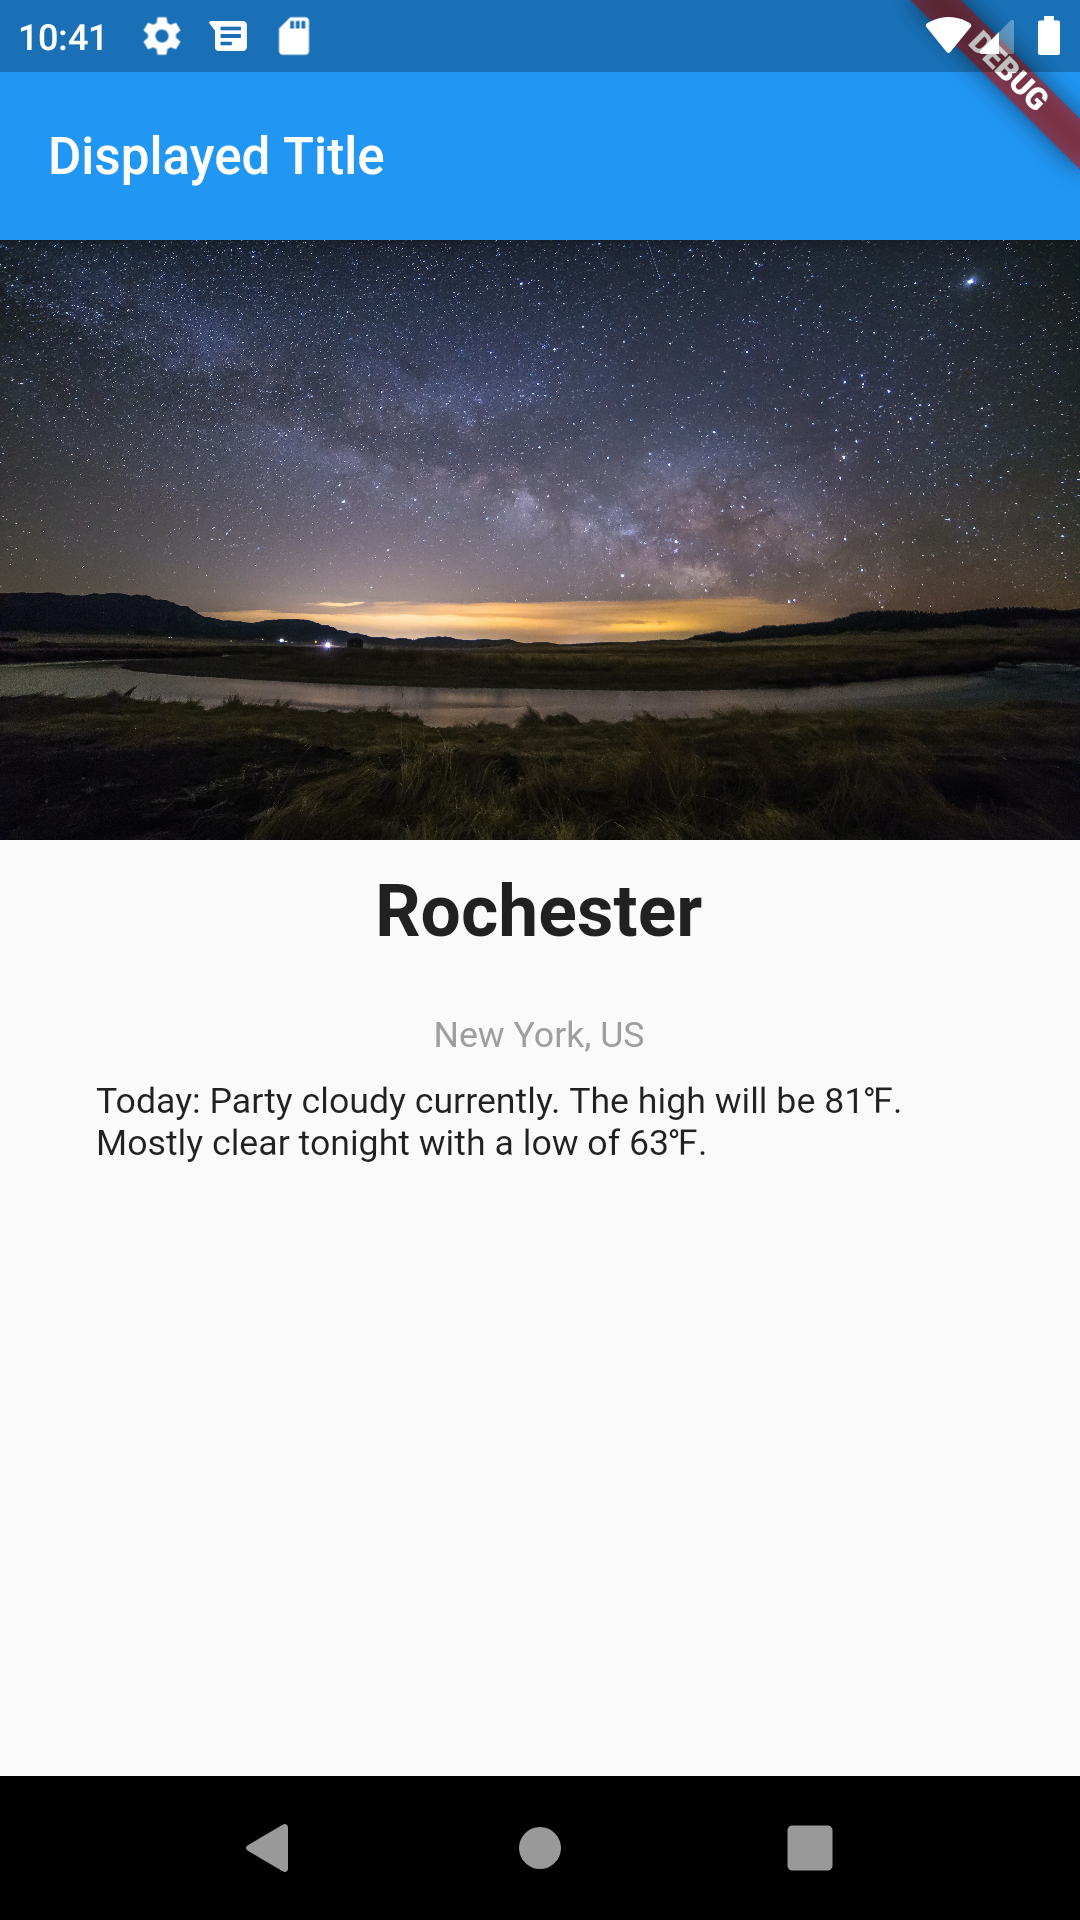 10:41
DEBUG
Displayed Title
Rochester
New York, US
Today: Party cloudy currently. The high will be 81℉.
Mostly clear tonight with a low of 63℉.